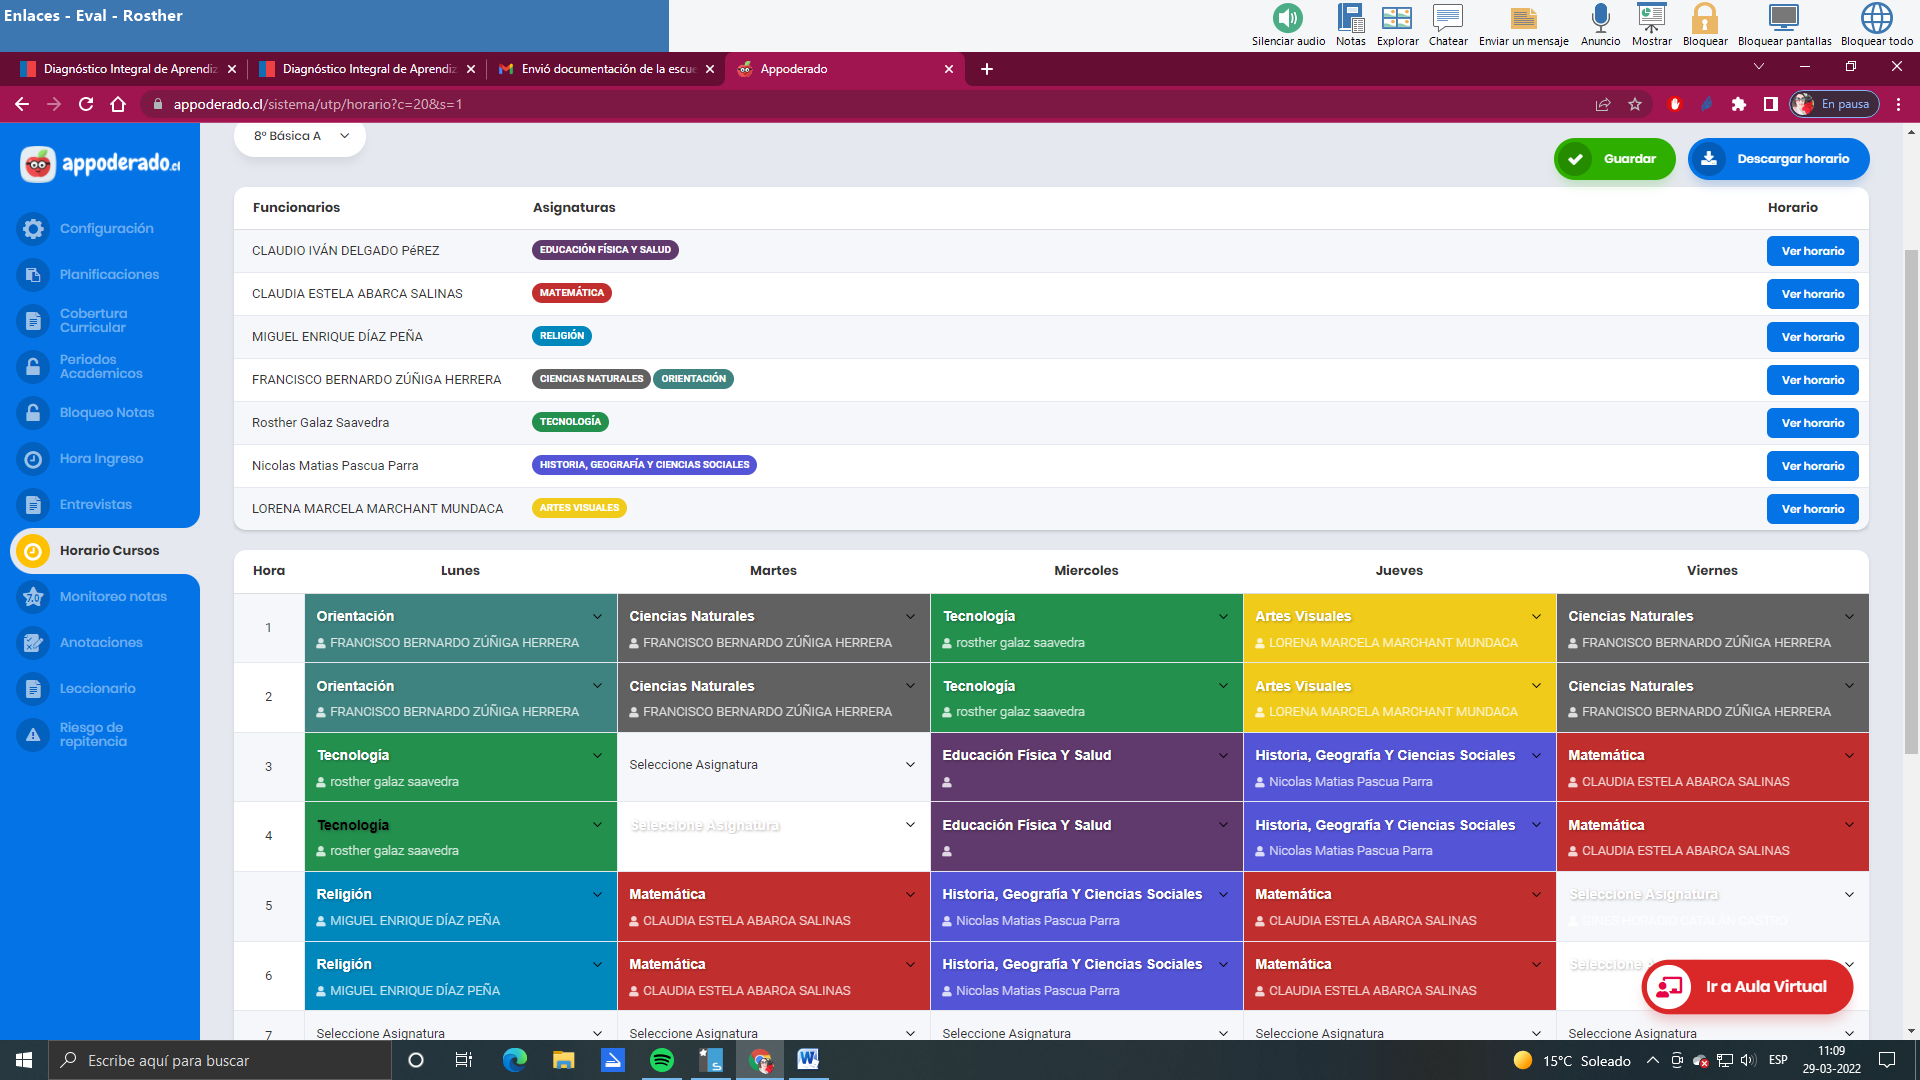 Enlaces - Eval - Rosther
Silenciar audio Notas Explorar Chatear Enviar un mensaje Anuncio Mostrar Bloquear Bloquear pantallas Bloquear todo
Diagnóstico Integral de Aprendiz Diagnóstico Integral de Aprendiz Envió documentación de la escue Appoderado
appoderado.cl/sistema/utp/horario?c=20&s=1 En pausa
appoderado.cl
Configuración
Planificaciones
Cobertura
Curricular
Periodos
Academicos
Bloqueo Notas
Hora Ingreso
Entrevistas
Horario Cursos
Monitoreo notas
Anotaciones
Leccionario
Riesgo de
repitencia
8º Básica A
Guardar Descargar horario
Funcionarios Asignaturas Horario
CLAUDIO IVÁN DELGADO PéREZ EDUCACIÓN FÍSICA Y SALUD Ver horario
CLAUDIA ESTELA ABARCA SALINAS MATEMÁTICA Ver horario
MIGUEL ENRIQUE DÍAZ PEÑA RELIGIÓN Ver horario
FRANCISCO BERNARDO ZÚÑIGA HERRERA CIENCIAS NATURALES ORIENTACIÓN Ver horario
Rosther Galaz Saavedra TECNOLOGÍA Ver horario
Nicolas Matias Pascua Parra HISTORIA, GEOGRAFÍA Y CIENCIAS SOCIALES Ver horario
LORENA MARCELA MARCHANT MUNDACA ARTES VISUALES Ver horario
Hora Lunes Martes Miercoles Jueves Viernes
Orientación Ciencias Naturales Tecnología Artes Visuales Ciencias Naturales
1
FRANCISCO BERNARDO ZÚÑIGA HERRERA FRANCISCO BERNARDO ZÚÑIGA HERRERA rosther galaz saavedra LORENA MARCELA MARCHANT MUNDACA FRANCISCO BERNARDO ZÚÑIGA HERRERA
Orientación Ciencias Naturales Tecnología Artes Visuales Ciencias Naturales
2
FRANCISCO BERNARDO ZÚÑIGA HERRERA FRANCISCO BERNARDO ZÚÑIGA HERRERA rosther galaz saavedra LORENA MARCELA MARCHANT MUNDACA FRANCISCO BERNARDO ZÚÑIGA HERRERA
Tecnología Seleccione Asignatura Educación Física Y Salud Historia, Geografía Y Ciencias Sociales Matemática
3
rosther galaz saavedra Nicolas Matias Pascua Parra CLAUDIA ESTELA ABARCA SALINAS
Tecnología Seleccione Asignatura Educación Física Y Salud Historia, Geografía Y Ciencias Sociales Matemática
4
rosther galaz saavedra Nicolas Matias Pascua Parra CLAUDIA ESTELA ABARCA SALINAS
Religión Matemática Historia, Geografía Y Ciencias Sociales Matemática Seleccione Asignatura
5
MIGUEL ENRIQUE DÍAZ PEÑA CLAUDIA ESTELA ABARCA SALINAS Nicolas Matias Pascua Parra CLAUDIA ESTELA ABARCA SALINAS
Religión Matemática Historia, Geografía Y Ciencias Sociales Matemática Seleccione
6
MIGUEL ENRIQUE DÍAZ PEÑA CLAUDIA ESTELA ABARCA SALINAS Nicolas Matias Pascua Parra CLAUDIA ESTELA ABARCA SALINAS
Ir a Aula Virtual
7 Seleccione Asignatura Seleccione Asignatura Seleccione Asignatura Seleccione Asignatura Seleccione Asignatura
Escribe aquí para buscar 15°C Soleado ESP 11:09
29-03-2022